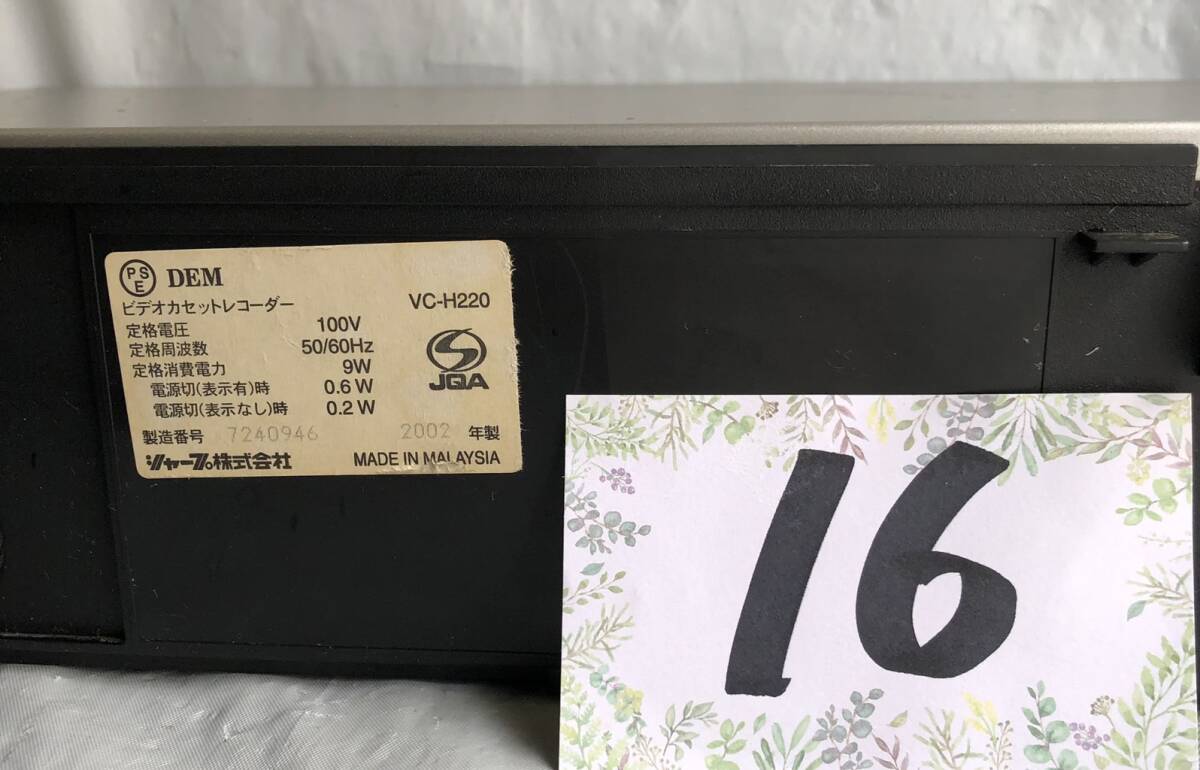 PSE DEM
ビデオカセットレコーダー VC-H220
定格電圧 100V
定格周波数 50/60Hz
定格消費電力 9W
電源切(表示有)時 0.6W
電源切(表示なし)時 0.2W
JQA
製造番号 7240946 2002 年製
シャープ株式会社 MADE IN MALAYSIA
16